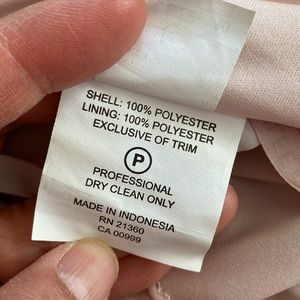 SHELL: 100% POLYESTER
LINING: 100% POLYESTER
EXCLUSIVE OF TRIM
P
PROFESSIONAL
DRY CLEAN ONLY
MADE IN INDONESIA
RN 21360
CA 00999